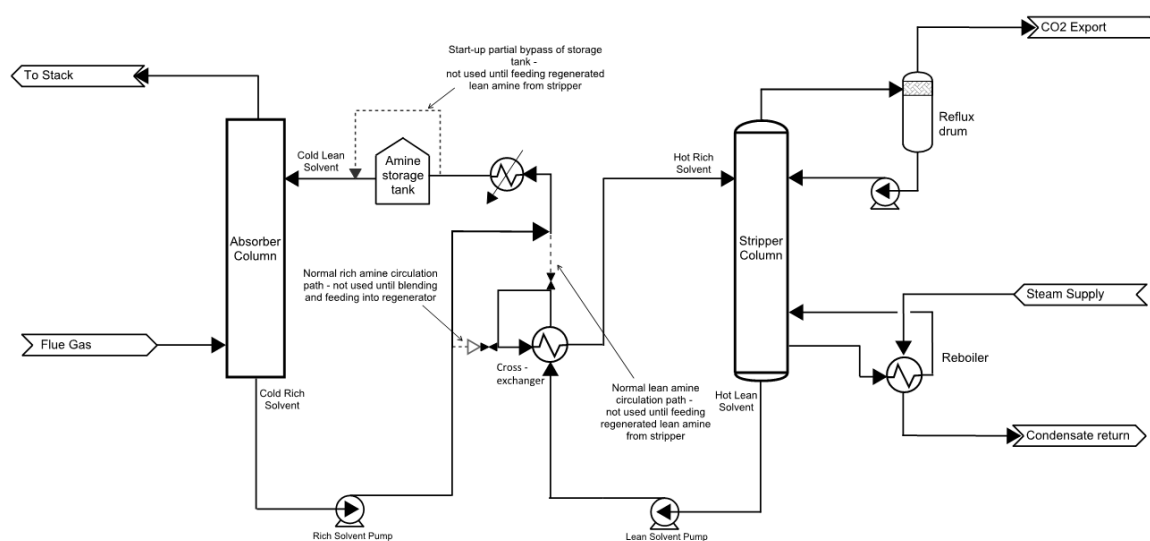 CO2 Export
Start-up partial bypass of storage
tank -
not used until feeding regenerated
lean amine from stripper
To Stack
Reflux
drum
Cold Lean
Solvent
Amine
storage
tank
Hot Rich
Solvent
Absorber
Column
Stripper
Column
Normal rich amine circulation
path - not used until blending
and feeding into regenerator
Steam Supply
Flue Gas
Cross -
exchanger
Reboiler
Cold Rich
Solvent
Normal lean amine
circulation path -
not used until feeding
regenerated lean amine
from stripper
Hot Lean
Solvent
Condensate return
Rich Solvent Pump
Lean Solvent Pump